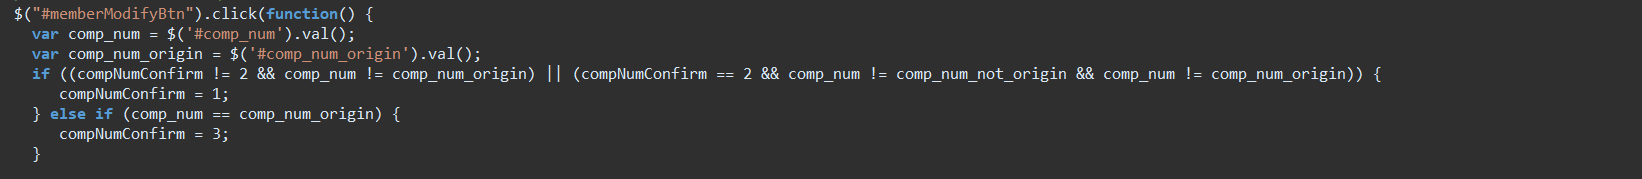 $("#memberModifyBtn").click(function() {
var comp_num = $('#comp_num').val();
var comp_num_origin = $('#comp_num_origin').val();
if ((compNumConfirm != 2 && comp_num != comp_num_origin) || (compNumConfirm == 2 && comp_num != comp_num_not_origin && comp_num != comp_num_origin)) {
compNumConfirm = 1;
} else if (comp_num == comp_num_origin) {
compNumConfirm = 3;
}